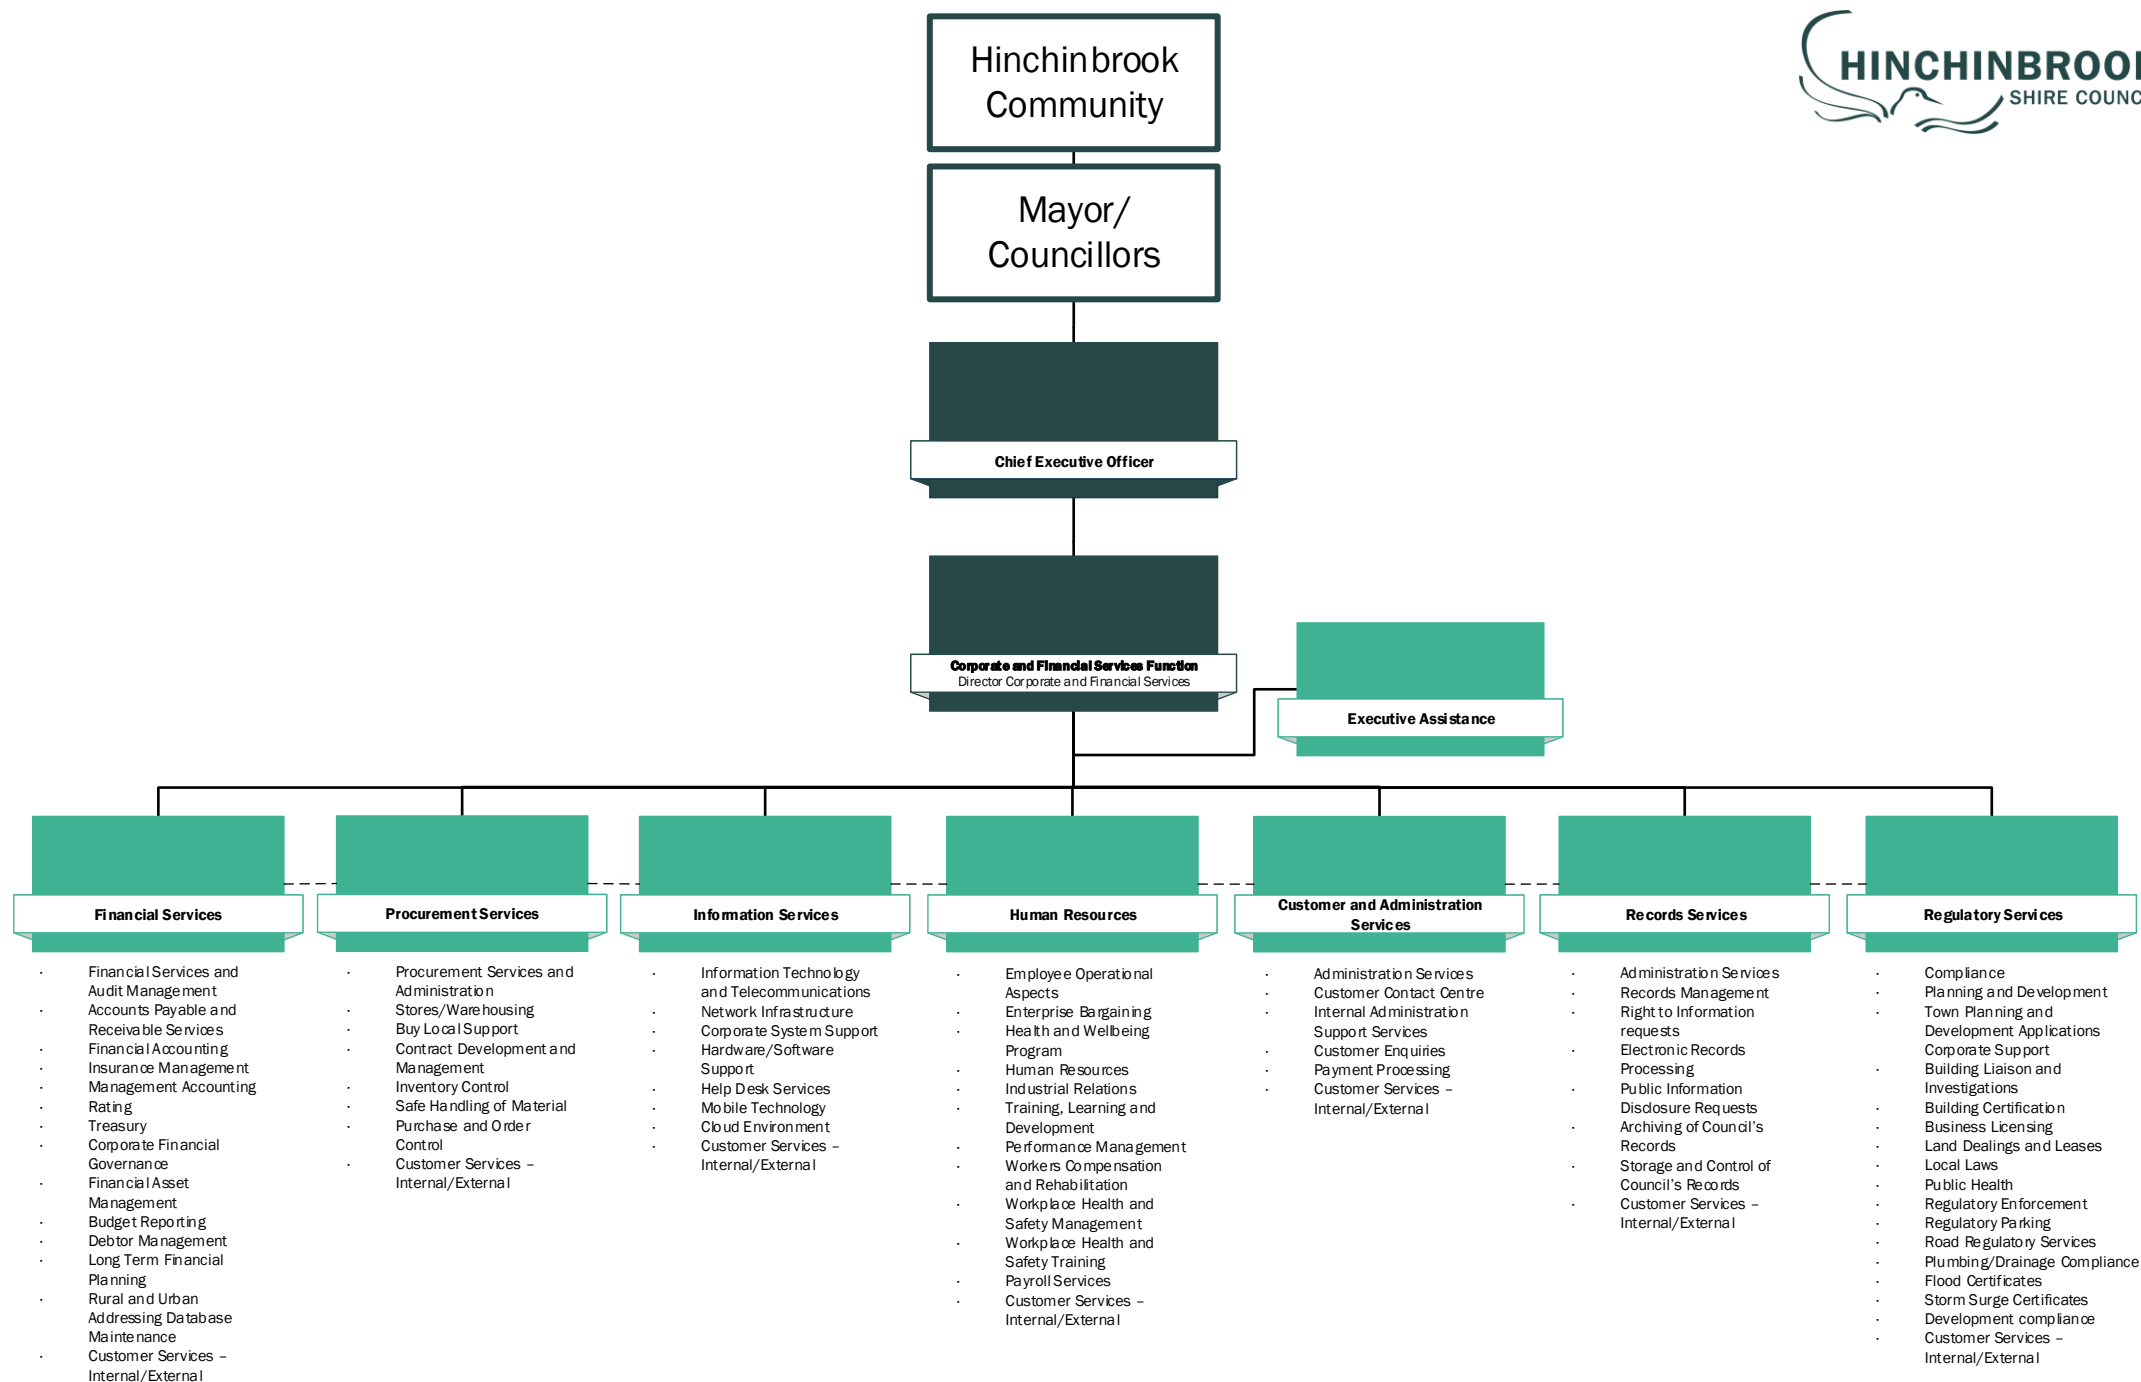 Hinchinbrook
Community
HINCHINBROOK
SHIRE COUNC
Mayor/
Councillors
Chief Executive Officer
Corporate and Financial Services Function
Director Corporate and Financial Services
Executive Assistance
Financial Services
· Financial Services and
Audit Management
· Accounts Payable and
Receivable Services
· Financial Accounting
· Insurance Management
· Management Accounting
· Rating
· Treasury
· Corporate Financial
Governance
· Financial Asset
Management
· Budget Reporting
· Debtor Management
· Long Term Financial
Planning
· Rural and Urban
Addressing Database
Maintenance
· Customer Services –
Internal/External
Procurement Services
· Procurement Services and
Administration
· Stores/Warehousing
· Buy Local Support
· Contract Development and
Management
· Inventory Control
· Safe Handling of Material
· Purchase and Order
Control
· Customer Services –
Internal/External
Information Services
· Information Technology
and Telecommunications
· Network Infrastructure
· Corporate System Support
· Hardware/Software
Support
· Help Desk Services
· Mobile Technology
· Cloud Environment
· Customer Services –
Internal/External
Human Resources
· Employee Operational
Aspects
· Enterprise Bargaining
· Health and Wellbeing
Program
· Human Resources
· Industrial Relations
· Training, Learning and
Development
· Performance Management
· Workers Compensation
and Rehabilitation
· Workplace Health and
Safety Management
· Workplace Health and
Safety Training
· Payroll Services
· Customer Services –
Internal/External
Customer and Administration
Services
· Administration Services
· Customer Contact Centre
· Internal Administration
Support Services
· Customer Enquiries
· Payment Processing
· Customer Services –
Internal/External
Records Services
· Administration Services
· Records Management
· Right to Information
requests
· Electronic Records
Processing
· Public Information
Disclosure Requests
· Archiving of Council's
Records
· Storage and Control of
Council's Records
· Customer Services –
Internal/External
Regulatory Services
· Compliance
· Planning and Development
· Town Planning and
Development Applications
Corporate Support
· Building Liaison and
Investigations
· Building Certification
· Business Licensing
· Land Dealings and Leases
· Local Laws
· Public Health
· Regulatory Enforcement
· Regulatory Parking
· Road Regulatory Services
· Plumbing/Drainage Compliance
· Flood Certificates
· Storm Surge Certificates
· Development compliance
· Customer Services –
Internal/External